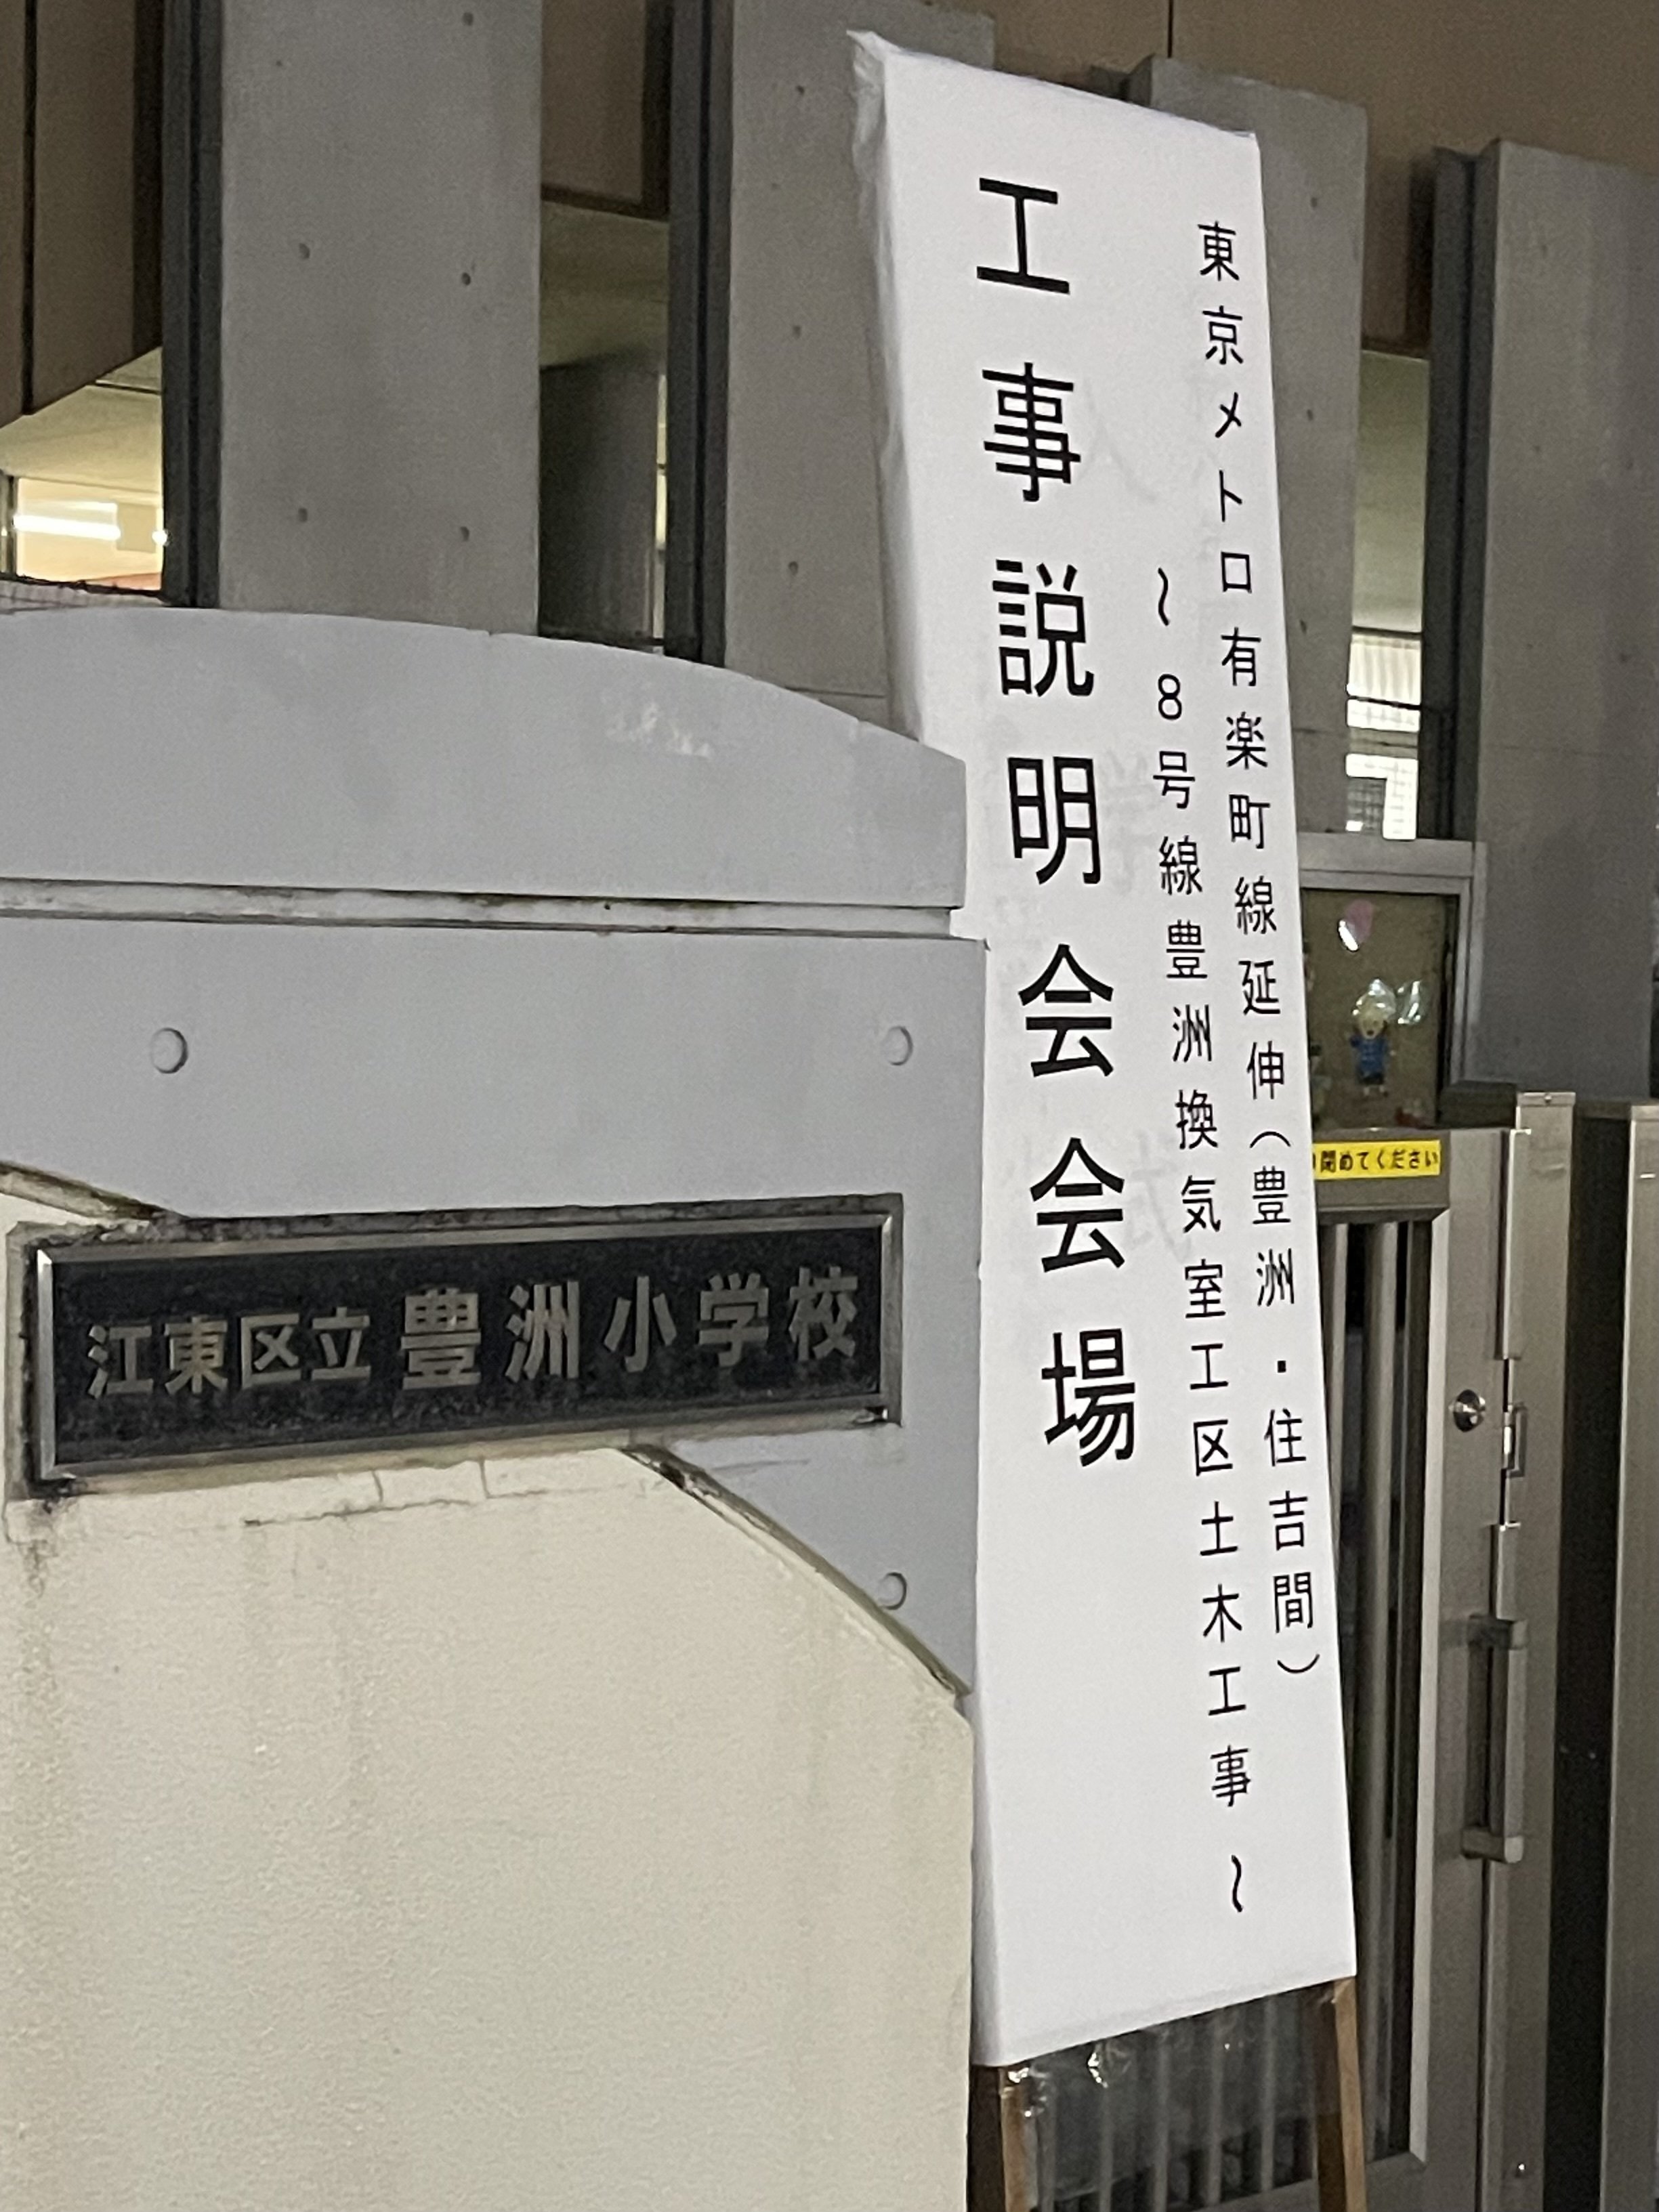 東京メトロ有楽町線延伸（豊洲・住吉間）
～8号線豊洲換気室工区土木工事～
工事説明会会場
江東区立豊洲小学校
閉めてください